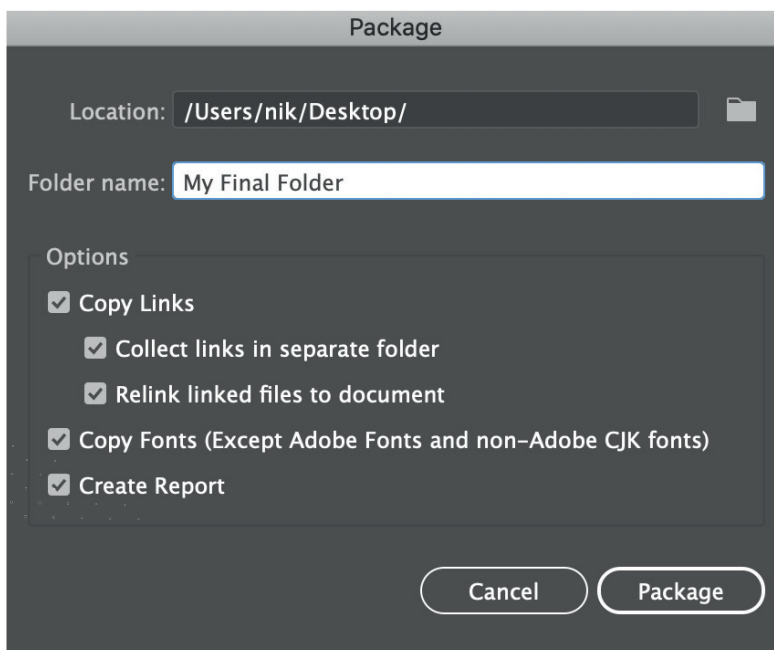 Package
Location: /Users/nik/Desktop/
Folder name: My Final Folder
Options
Copy Links
Collect links in separate folder
Relink linked files to document
Copy Fonts (Except Adobe Fonts and non-Adobe CJK fonts)
Create Report
Cancel Package